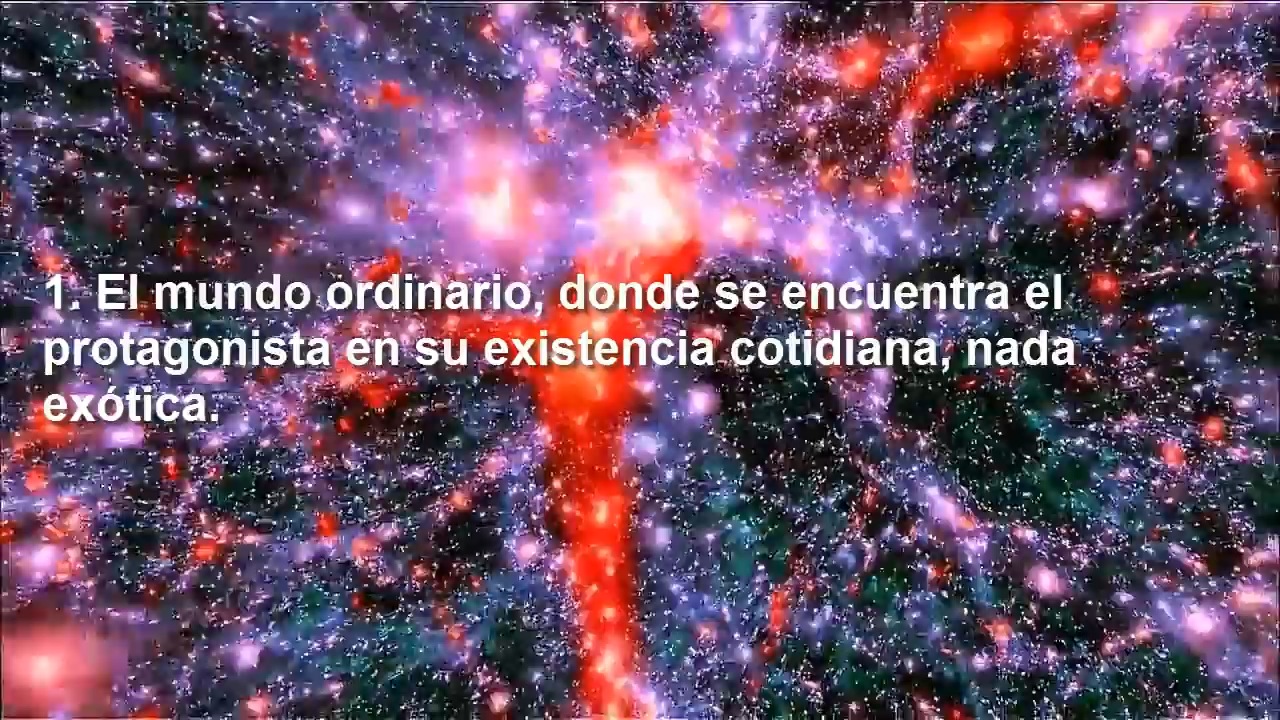 1. El mundo ordinario, donde se encuentra el
protagonista en su existencia cotidiana, nada
exótica.